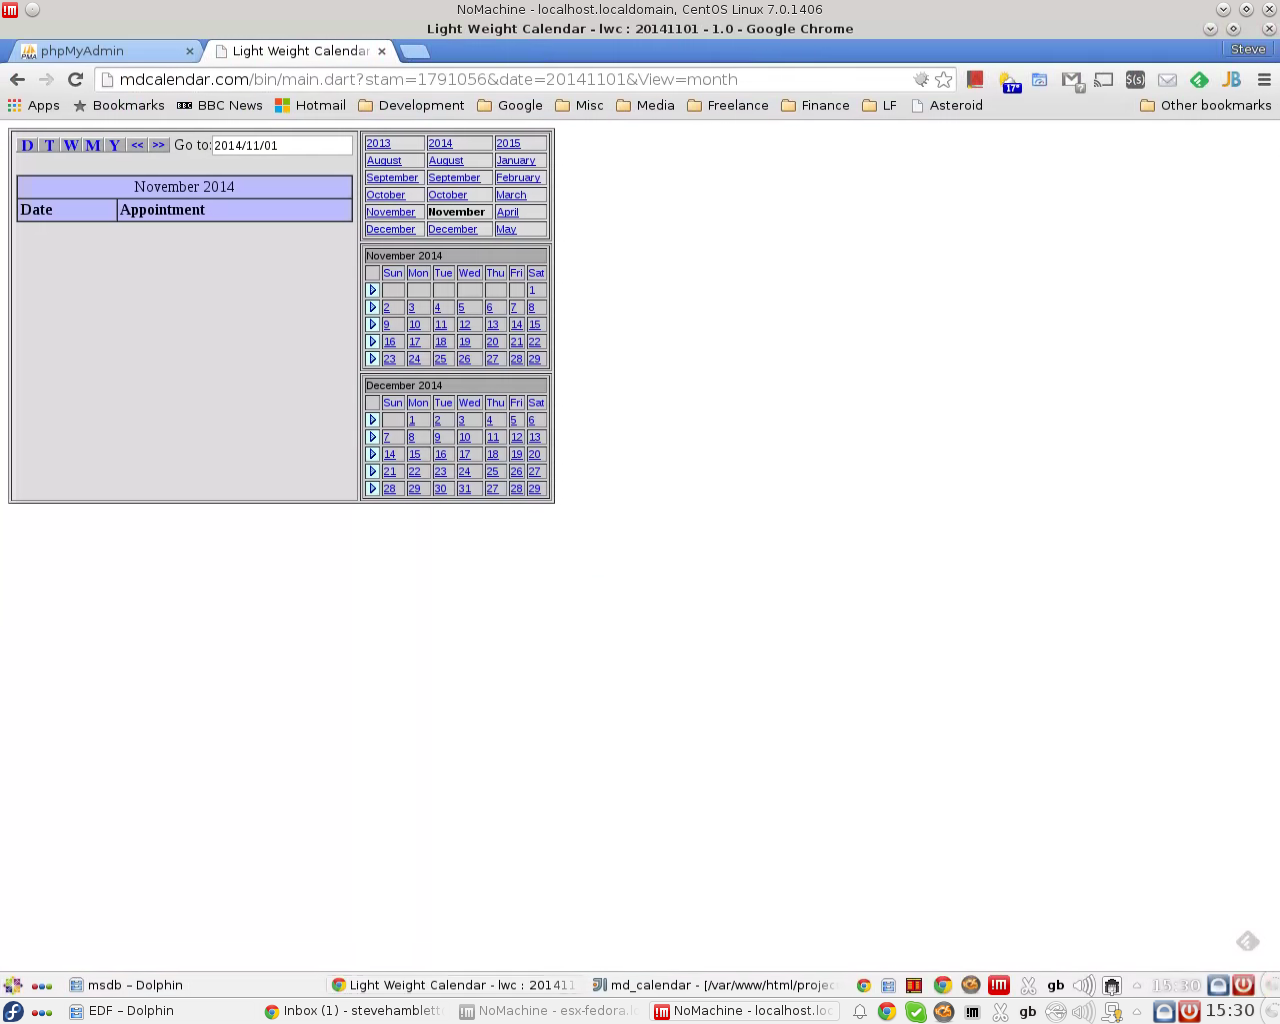 NoMachine - localhost.localdomain, CentOS Linux 7.0.1406
Light Weight Calendar - lwc : 20141101 - 1.0 - Google Chrome
phpMyAdmin Light Weight Calendar Steve
mdcalendar.com/bin/main.dart?stam=1791056&date=20141101&View=month
17°
Apps Bookmarks BBC News Hotmail Development Google Misc Media Freelance Finance LF Asteroid Other bookmarks
D T W M Y << >> Go to: 2014/11/01
November 2014
Date Appointment
2013 2014 2015
August August January
September September February
October October March
November November April
December December May
November 2014
Sun Mon Tue Wed Thu Fri Sat
1
2 3 4 5 6 7 8
9 10 11 12 13 14 15
16 17 18 19 20 21 22
23 24 25 26 27 28 29
December 2014
Sun Mon Tue Wed Thu Fri Sat
1 2 3 4 5 6
7 8 9 10 11 12 13
14 15 16 17 18 19 20
21 22 23 24 25 26 27
28 29 30 31 27 28 29
msdb – Dolphin Light Weight Calendar - lwc : 201411 md_calendar - [/var/www/html/projec gb 15:30
EDF – Dolphin Inbox (1) - stevehamblett NoMachine - esx-fedora.lo NoMachine - localhost.loc gb 15:30